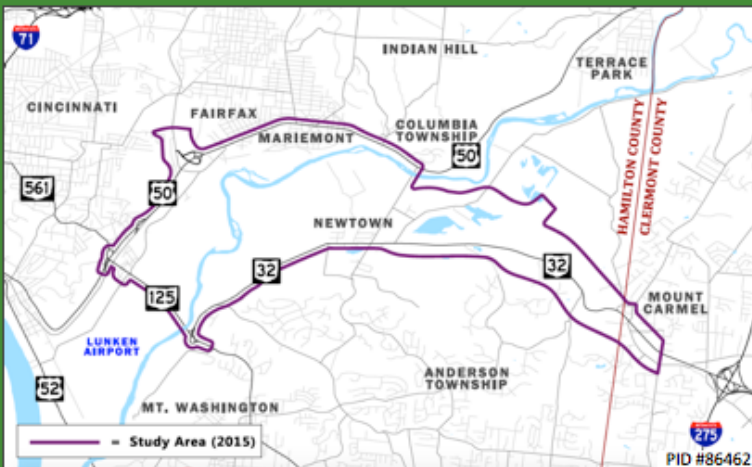 71
INDIAN HILL
TERRACE
PARK
CINCINNATI
FAIRFAX
COLUMBIA
TOWNSHIP
MARIEMONT
50
561
50
HAMILTON COUNTY
CLERMONT COUNTY
NEWTOWN
32
32
125
MOUNT
CARMEL
LUNKEN
AIRPORT
ANDERSON
TOWNSHIP
52
MT. WASHINGTON
= Study Area (2015)
275
PID #86462